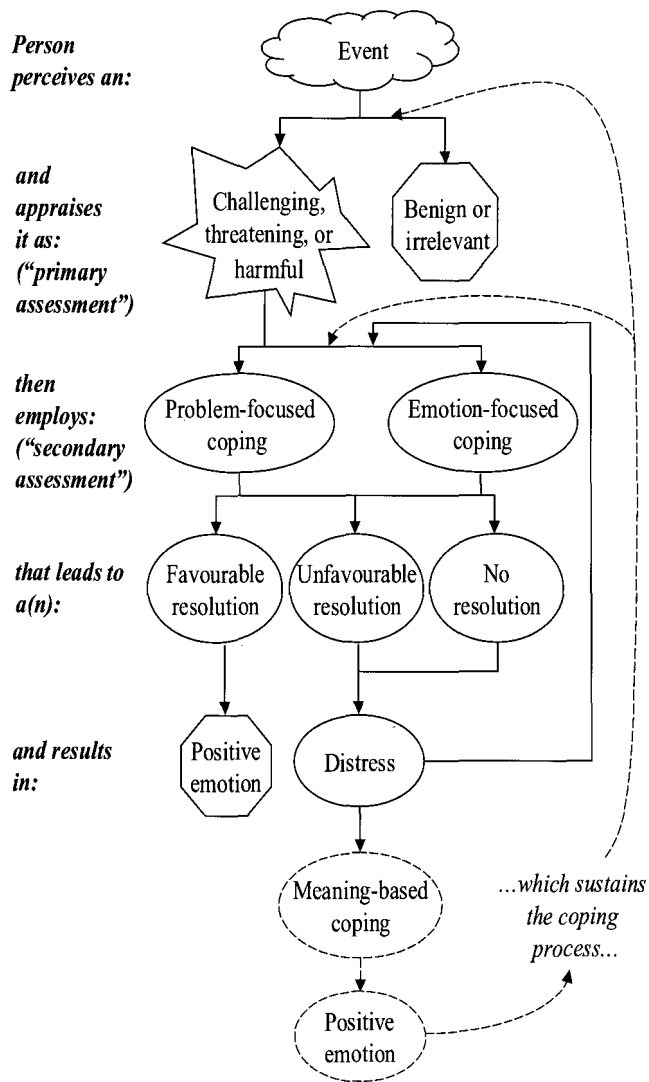 Person
perceives an:
Event
and
appraises
it as:
("primary
assessment")
Challenging,
threatening, or
harmful
Benign or
irrelevant
then
employs:
("secondary
assessment")
Problem-focused
coping
Emotion-focused
coping
that leads to
a(n):
Favourable
resolution
Unfavourable
resolution
No
resolution
and results
in:
Positive
emotion
Distress
Meaning-based
coping
...which sustains
the coping
process...
Positive
emotion